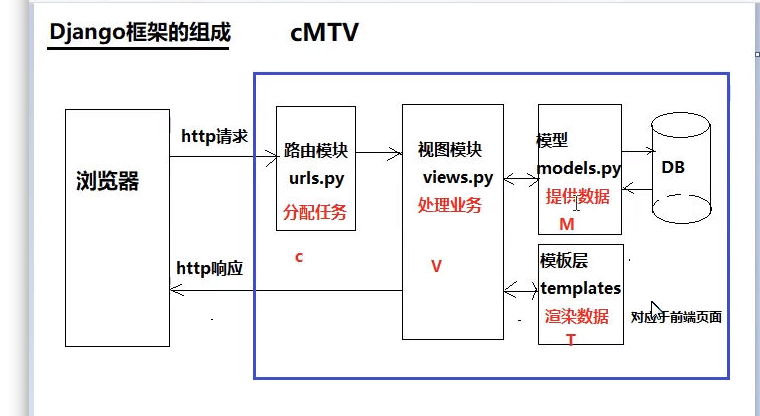 Django框架的组成
cMTV
浏览器
http请求
http响应
路由模块
urls.py
分配任务
c
视图模块
views.py
处理业务
V
模型
models.py
提供数据
M
DB
模板层
templates
渲染数据
T
对应于前端页面